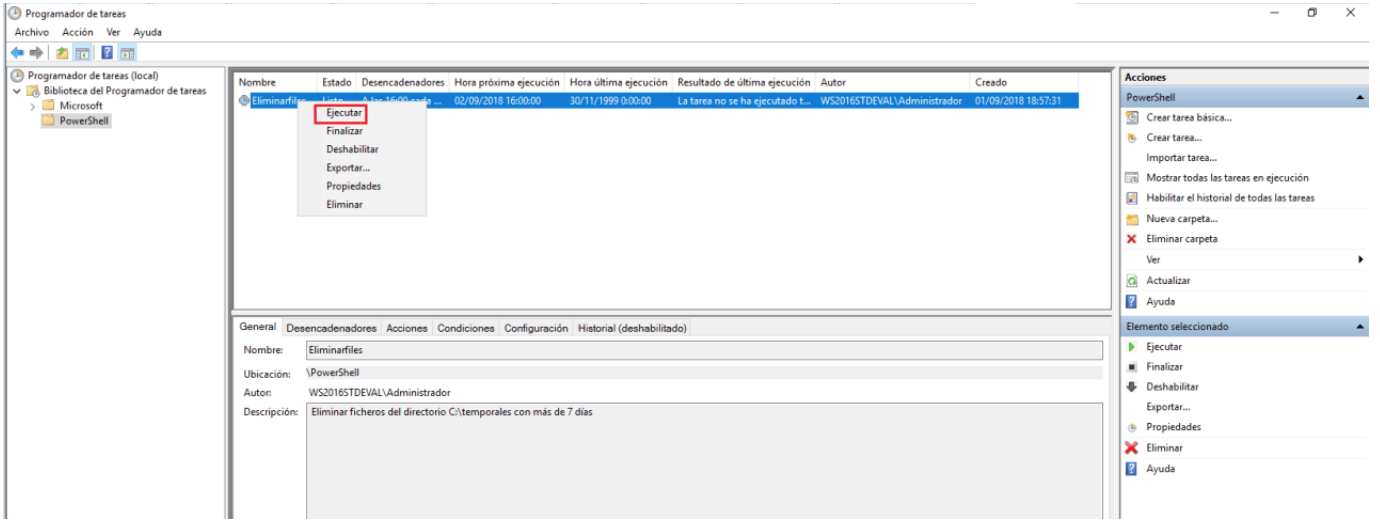 Programador de tareas
Archivo Acción Ver Ayuda
Programador de tareas (local)
Biblioteca del Programador de tareas
Microsoft
PowerShell
Nombre Estado Desencadenadores Hora próxima ejecución Hora última ejecución Resultado de última ejecución Autor Creado
Eliminarfiles Listo A las 16:00 cada ... 02/09/2018 16:00:00 30/11/1999 0:00:00 La tarea no se ha ejecutado t... WS2016STDEVAL\Administrador 01/09/2018 18:57:31
Ejecutar
Finalizar
Deshabilitar
Exportar...
Propiedades
Eliminar
General Desencadenadores Acciones Condiciones Configuración Historial (deshabilitado)
Nombre: Eliminarfiles
Ubicación: \PowerShell
Autor: WS2016STDEVAL\Administrador
Descripción: Eliminar ficheros del directorio C:\temporales con más de 7 días
Acciones
PowerShell
Crear tarea básica...
Crear tarea...
Importar tarea...
Mostrar todas las tareas en ejecución
Habilitar el historial de todas las tareas
Nueva carpeta...
Eliminar carpeta
Ver
Actualizar
Ayuda
Elemento seleccionado
Ejecutar
Finalizar
Deshabilitar
Exportar...
Propiedades
Eliminar
Ayuda